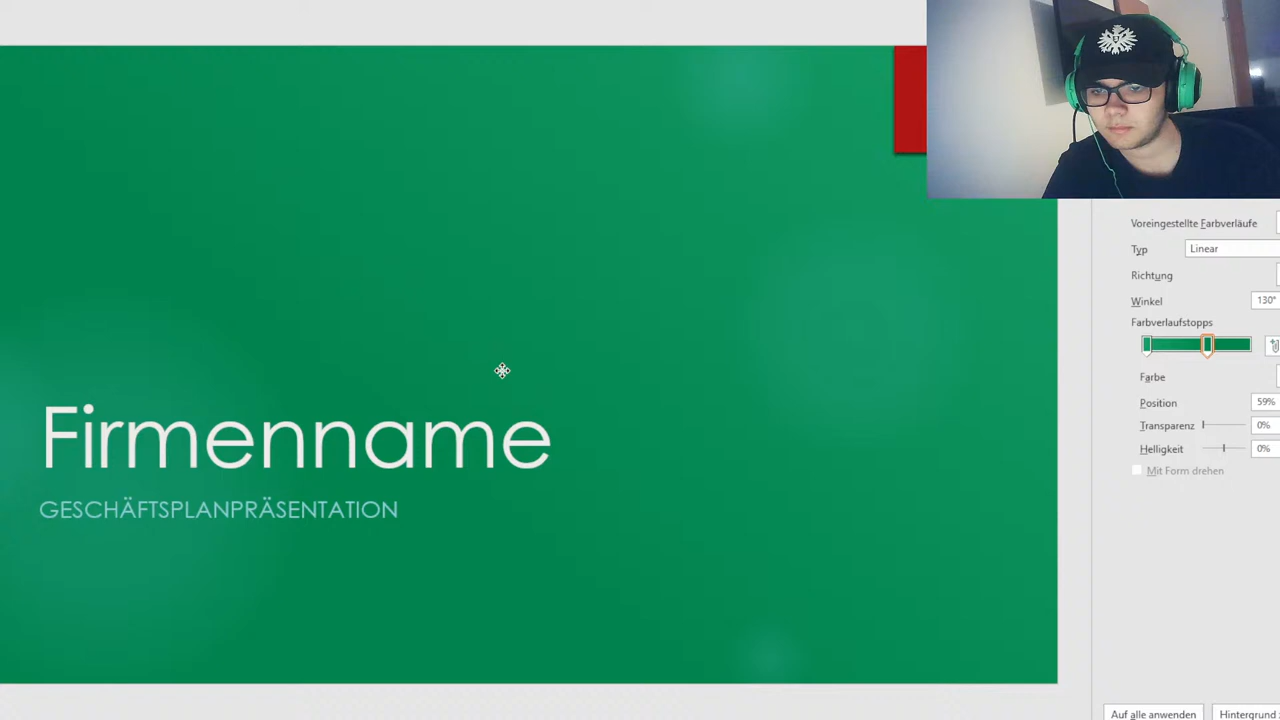 Firmenname
GESCHÄFTSPLANPRÄSENTATION
Voreingestellte Farbverläufe
Typ Linear
Richtung
Winkel 130°
Farbverlaufstopps
Farbe
Position 59%
Transparenz 0%
Helligkeit 0%
Mit Form drehen
Auf alle anwenden Hintergrund